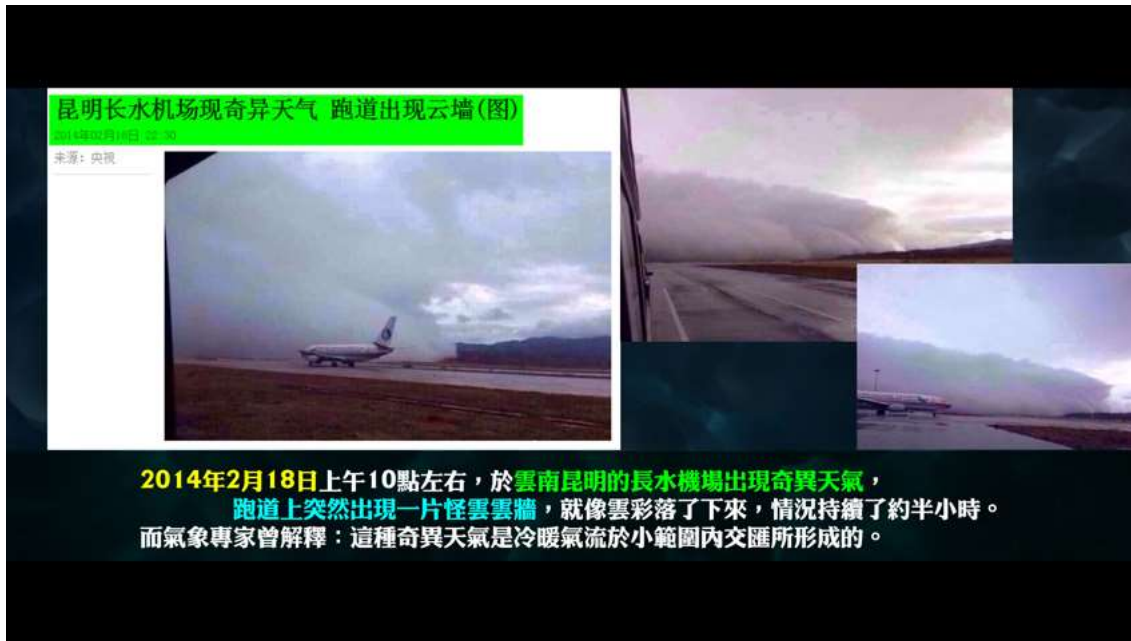 昆明长水机场现奇异天气 跑道出现云墙(图)
2014年02月18日 22:30
来源: 央视
2014年2月18日上午10點左右，於雲南昆明的長水機場出現奇異天氣，
跑道上突然出現一片怪雲雲牆，就像雲彩落了下來，情況持續了約半小時。
而氣象專家曾解釋：這種奇異天氣是冷暖氣流於小範圍內交匯所形成的。